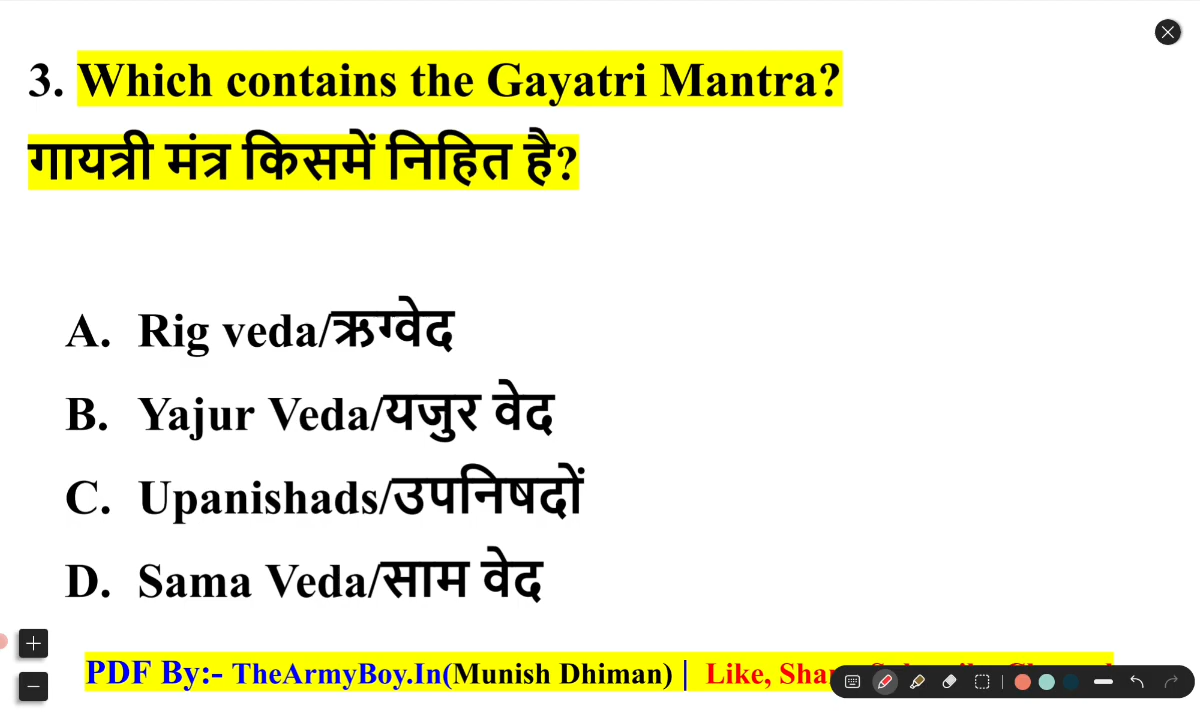 3. Which contains the Gayatri Mantra?
गायत्री मंत्र किसमें निहित है?
A. Rig veda/ऋग्वेद
B. Yajur Veda/यजुर वेद
C. Upanishads/उपनिषदों
D. Sama Veda/साम वेद
PDF By:- TheArmyBoy.In(Munish Dhiman) | Like,